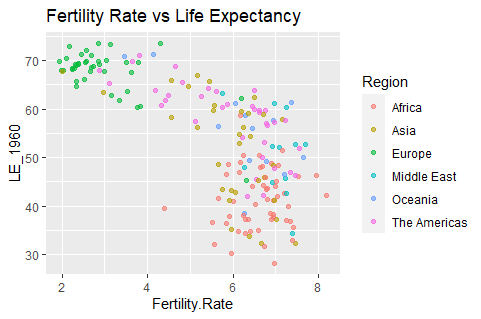 Fertility Rate vs Life Expectancy
70
60
50
40
30
LE_1960
2
4
6
8
Fertility.Rate
Region
Africa
Asia
Europe
Middle East
Oceania
The Americas